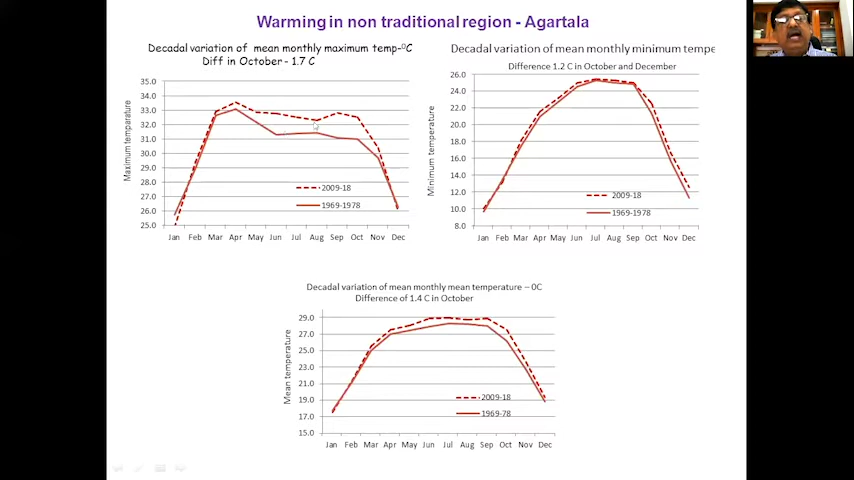 Warming in non traditional region - Agartala
Decadal variation of mean monthly maximum temp-⁰C
Diff in October - 1.7 C
35.0
34.0
33.0
32.0
31.0
30.0
29.0
28.0
27.0
26.0
25.0
Maximum temparature
2009-18
1969-1978
Jan Feb Mar Apr May Jun Jul Aug Sep Oct Nov Dec
Decadal variation of mean monthly minimum tempe
Difference 1.2 C in October and December
26.0
24.0
22.0
20.0
18.0
16.0
14.0
12.0
10.0
8.0
Minimum temperature
2009-18
1969-1978
Jan Feb Mar Apr May Jun Jul Aug Sep Oct Nov Dec
Decadal variation of mean monthly mean temperature – 0C
Difference of 1.4 C in October
29.0
27.0
25.0
23.0
21.0
19.0
17.0
15.0
Mean temperature
2009-18
1969-78
Jan Feb Mar Apr May Jun Jul Aug Sep Oct Nov Dec